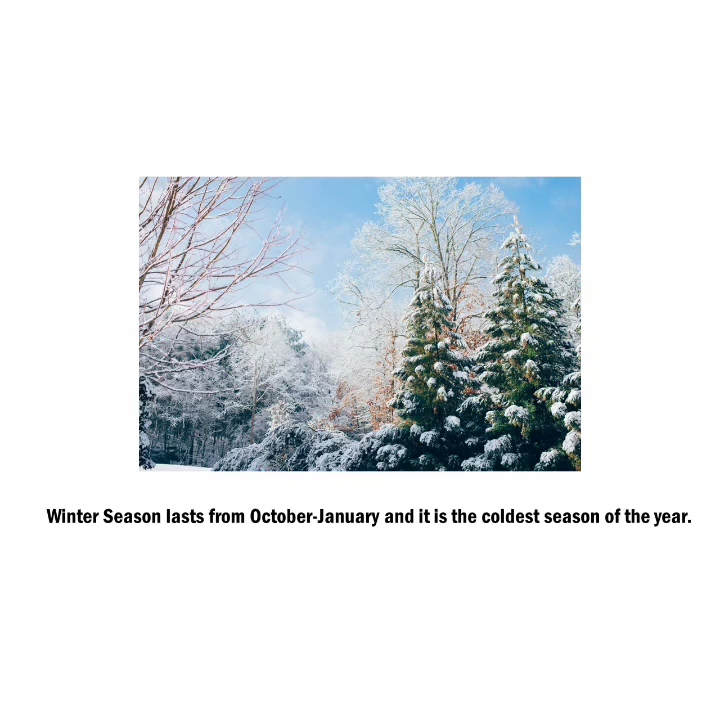 Winter Season lasts from October-January and it is the coldest season of the year.